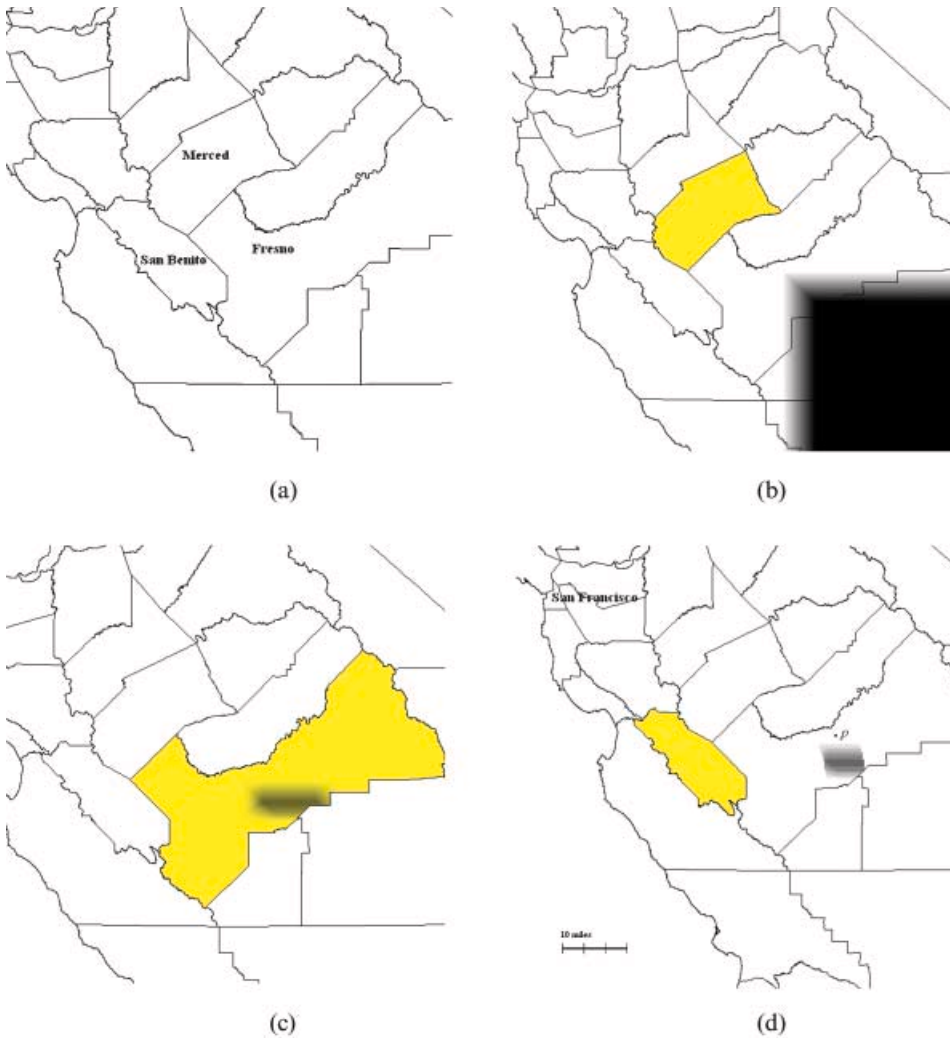 Merced
San Benito
Fresno
(a)
(b)
(c)
San Francisco
p
10 miles
(d)